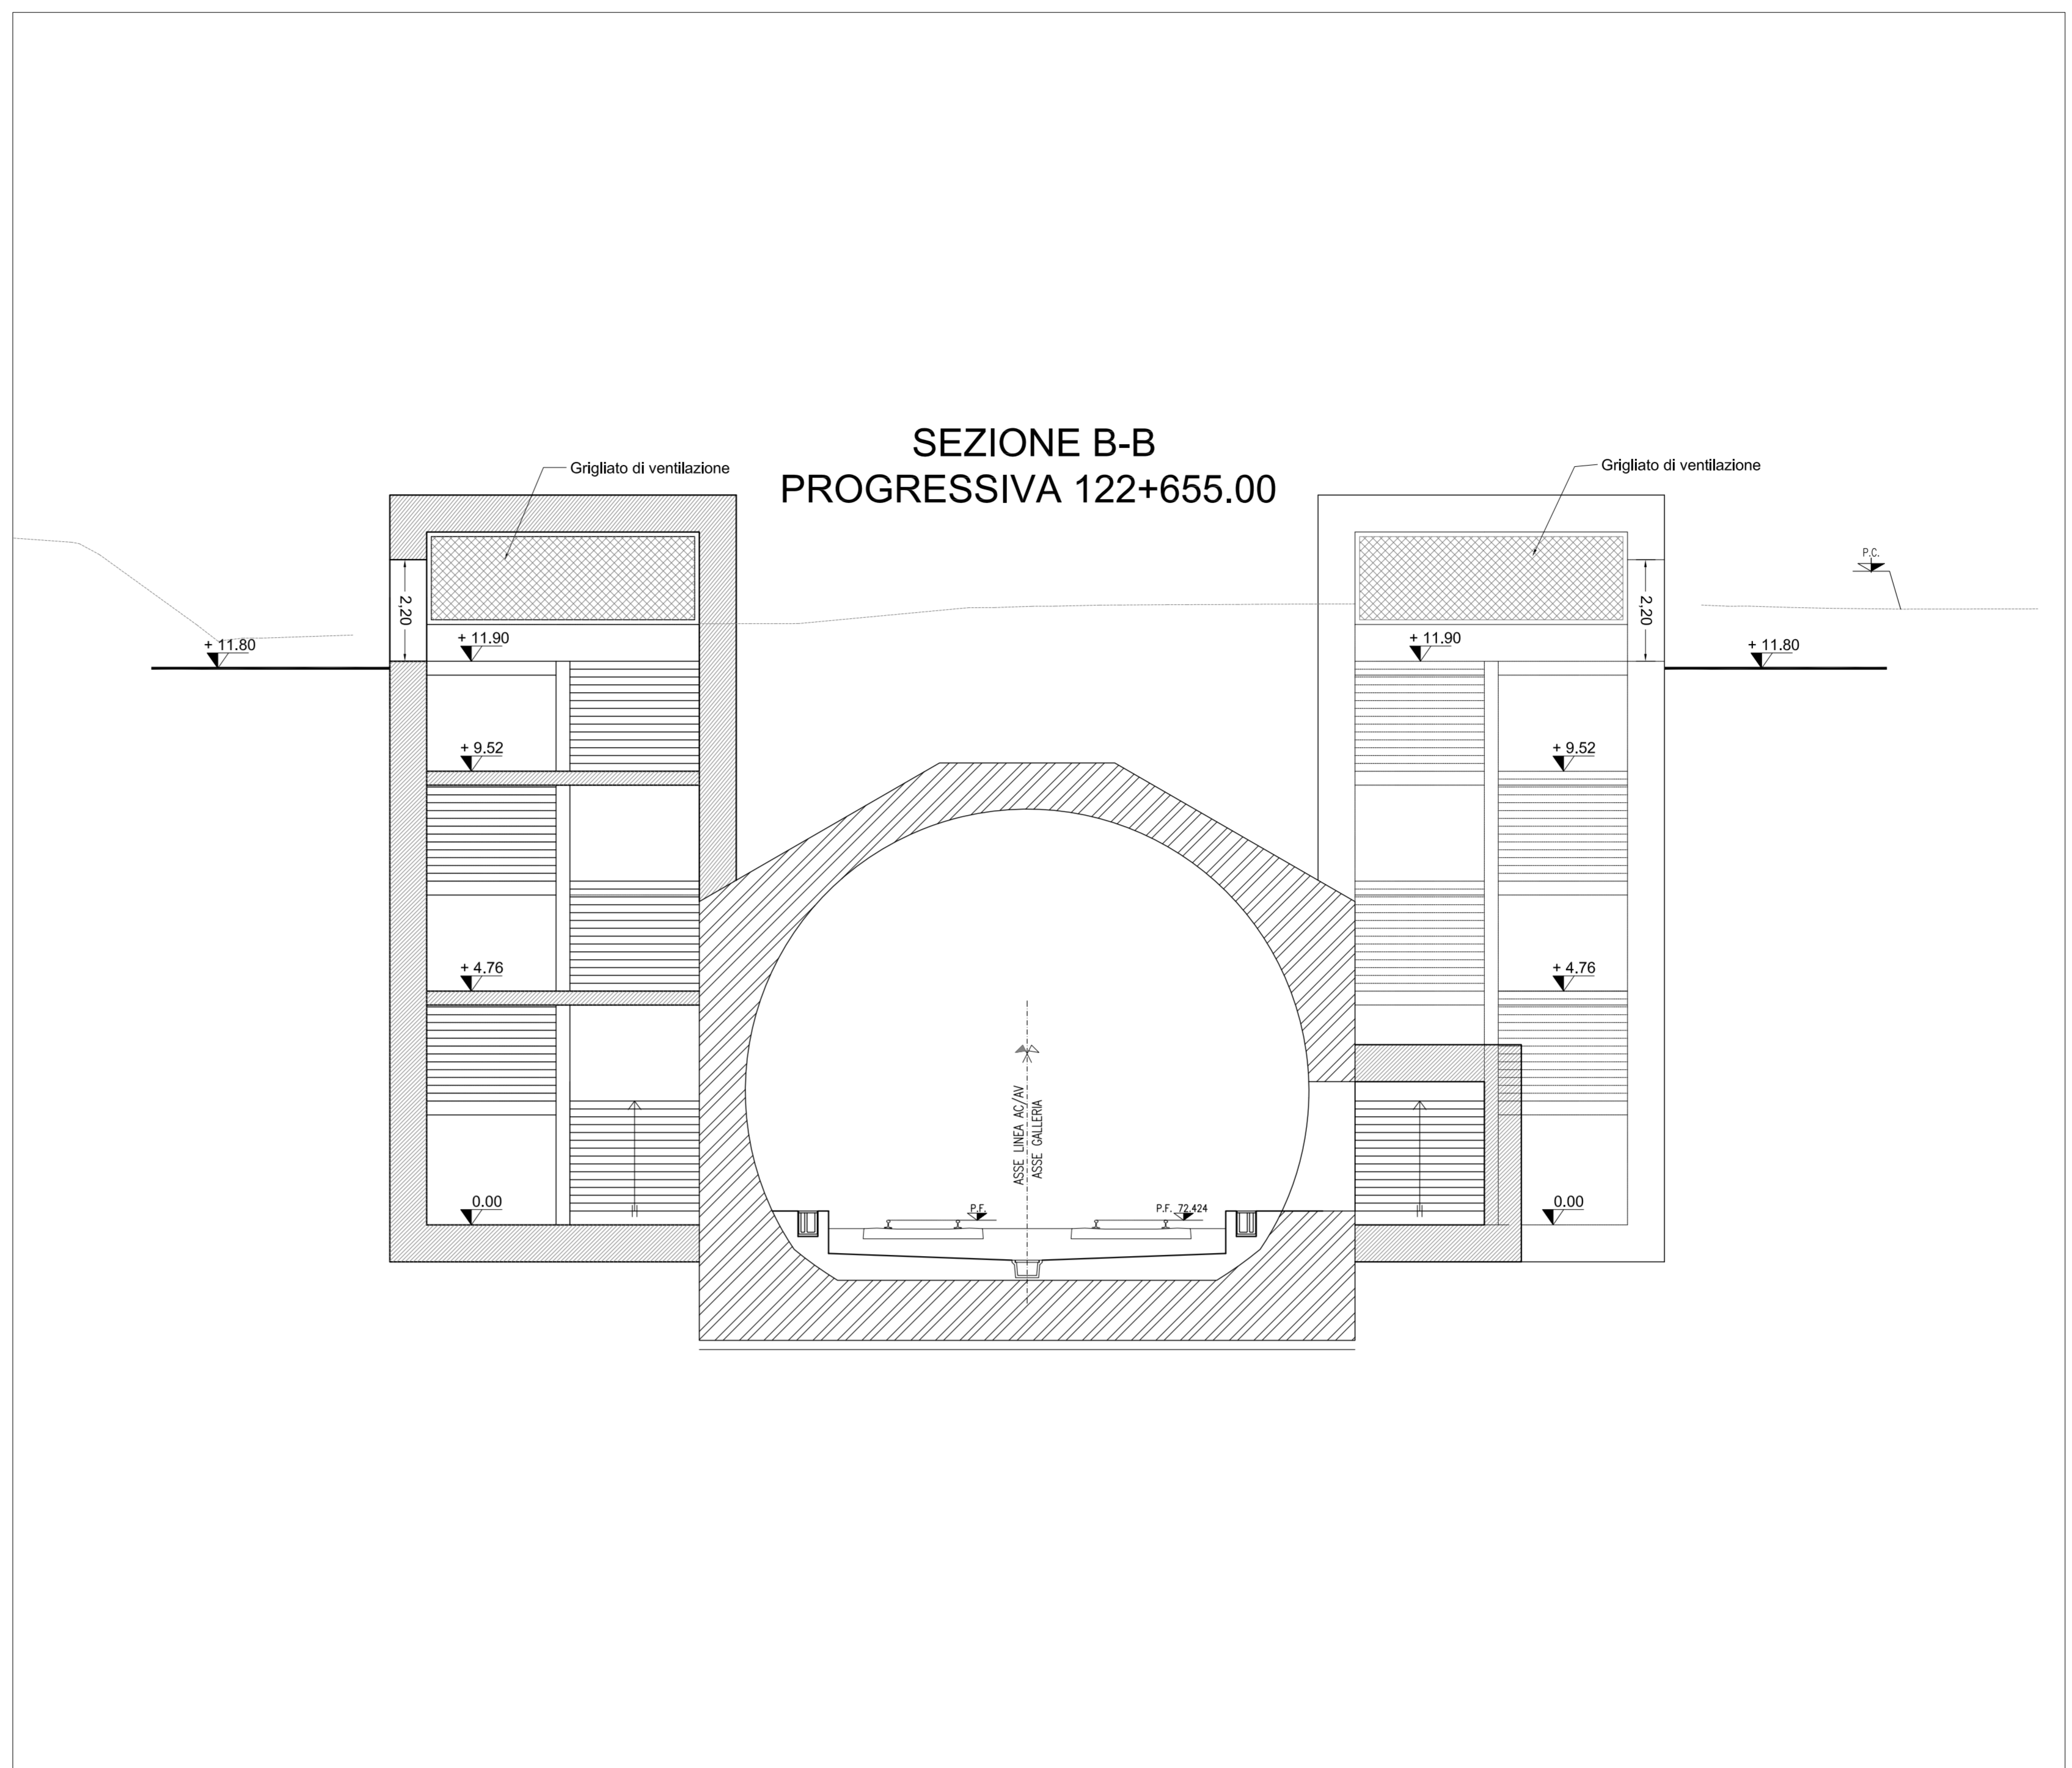 SEZIONE B-B
PROGRESSIVA 122+655.00
Grigliato di ventilazione
Grigliato di ventilazione
P.C.
2,20
2,20
+ 11.80
+ 11.90
+ 11.90
+ 11.80
+ 9.52
+ 9.52
+ 4.76
+ 4.76
ASSE LINEA AC/AV
ASSE GALLERIA
0.00
P.F.
P.F. 72.424
0.00